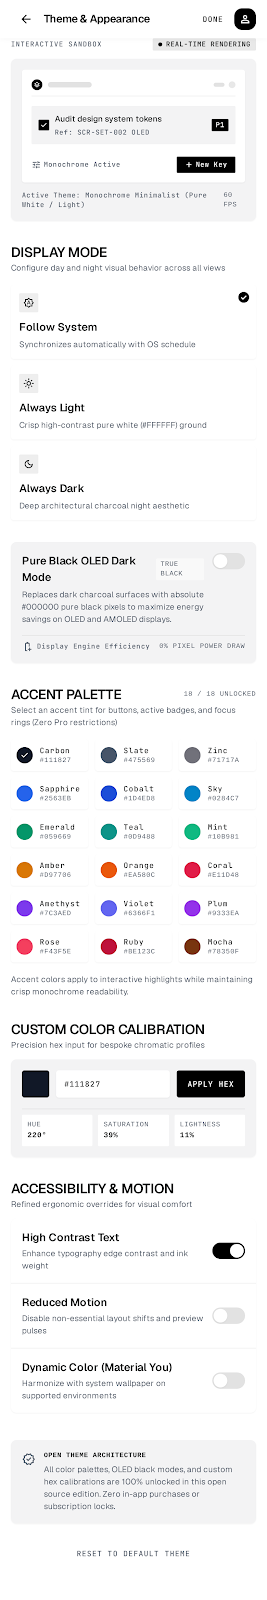 Theme & Appearance
DONE
INTERACTIVE SANDBOX
REAL-TIME RENDERING
Audit design system tokens
Ref: SCR-SET-002 OLED
P1
Monochrome Active
+ New Key
Active Theme: Monochrome Minimalist (Pure
White / Light)
60
FPS
DISPLAY MODE
Configure day and night visual behavior across all views
Follow System
Synchronizes automatically with OS schedule
Always Light
Crisp high-contrast pure white (#FFFFFF) ground
Always Dark
Deep architectural charcoal night aesthetic
Pure Black OLED Dark
Mode
TRUE
BLACK
Replaces dark charcoal surfaces with absolute
#000000 pure black pixels to maximize energy
savings on OLED and AMOLED displays.
Display Engine Efficiency
0% PIXEL POWER DRAW
ACCENT PALETTE
18 / 18 UNLOCKED
Select an accent tint for buttons, active badges, and focus
rings (Zero Pro restrictions)
Carbon
#111827
Slate
#475569
Zinc
#71717A
Sapphire
#2563EB
Cobalt
#1D4ED8
Sky
#0284C7
Emerald
#059669
Teal
#0D9488
Mint
#10B981
Amber
#D97706
Orange
#EA580C
Coral
#E11D48
Amethyst
#7C3AED
Violet
#6366F1
Plum
#9333EA
Rose
#F43F5E
Ruby
#BE123C
Mocha
#78350F
Accent colors apply to interactive highlights while maintaining
crisp monochrome readability.
CUSTOM COLOR CALIBRATION
Precision hex input for bespoke chromatic profiles
#111827
APPLY HEX
HUE
220°
SATURATION
39%
LIGHTNESS
11%
ACCESSIBILITY & MOTION
Refined ergonomic overrides for visual comfort
High Contrast Text
Enhance typography edge contrast and ink
weight
Reduced Motion
Disable non-essential layout shifts and preview
pulses
Dynamic Color (Material You)
Harmonize with system wallpaper on
supported environments
OPEN THEME ARCHITECTURE
All color palettes, OLED black modes, and custom
hex calibrations are 100% unlocked in this open
source edition. Zero in-app purchases or
subscription locks.
RESET TO DEFAULT THEME